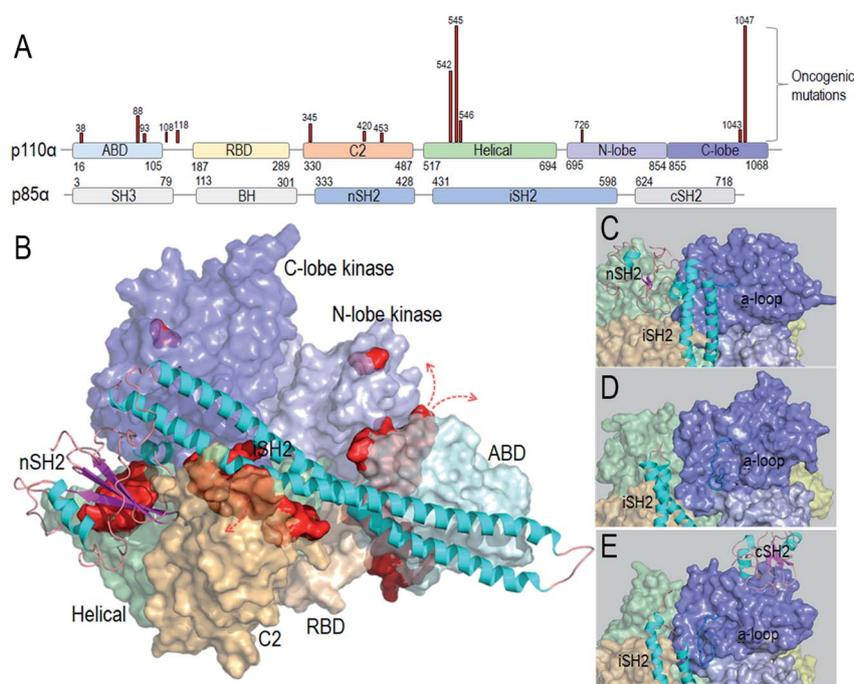 A
545
1047
542
88
93
38
108
118
345
420
453
546
726
1043
Oncogenic
mutations
p110α
ABD
RBD
C2
Helical
N-lobe
C-lobe
16
105
187
289
330
487
517
694
695
854
855
1068
3
79
113
301
333
428
431
598
624
718
p85α
SH3
BH
nSH2
iSH2
cSH2
B
C-lobe kinase
N-lobe kinase
nSH2
iSH2
ABD
Helical
C2
RBD
C
nSH2
a-loop
iSH2
D
a-loop
iSH2
E
cSH2
a-loop
iSH2